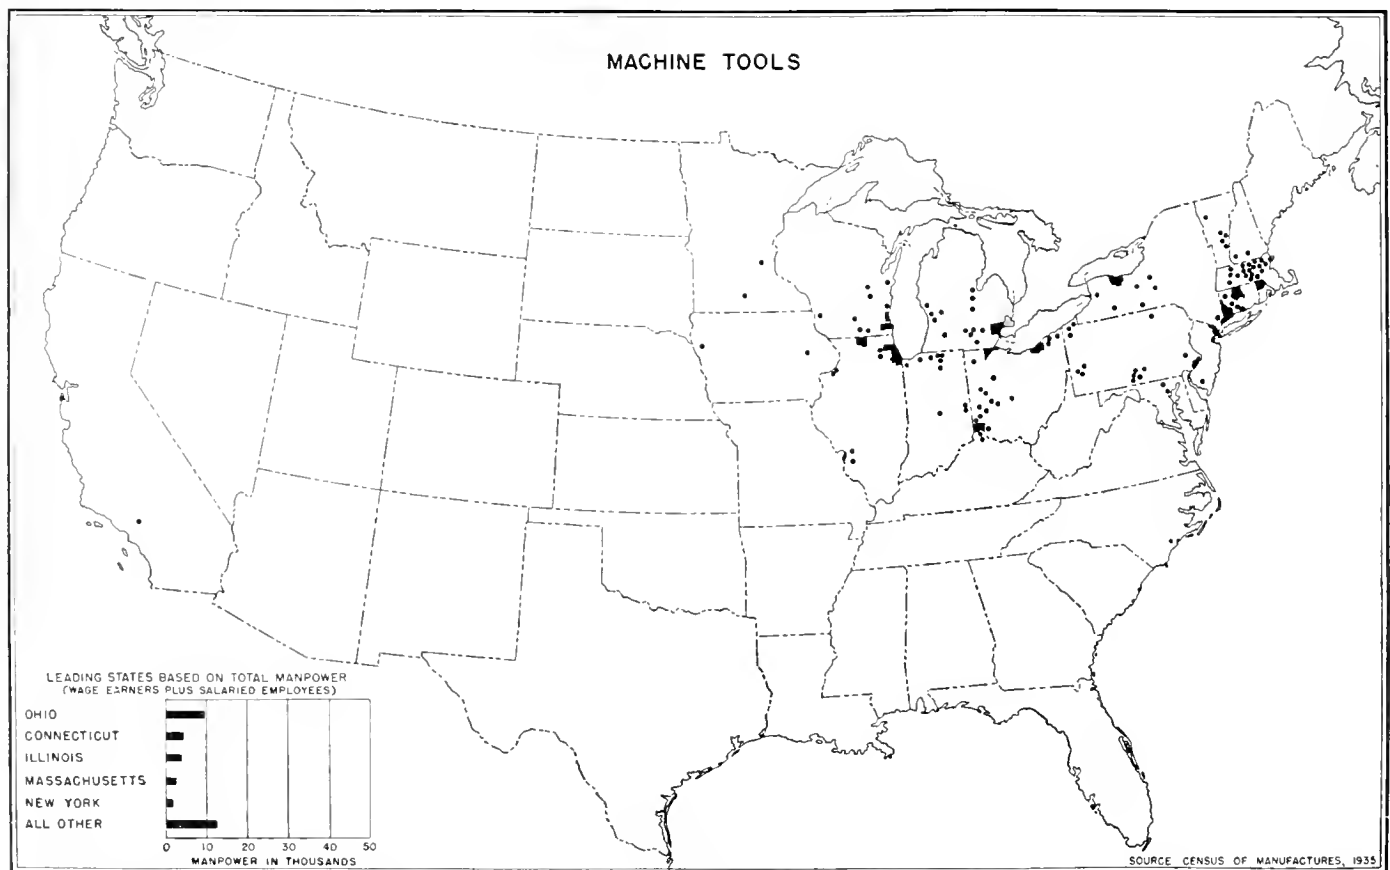 MACHINE TOOLS
LEADING STATES BASED ON TOTAL MANPOWER
(WAGE EARNERS PLUS SALARIED EMPLOYEES)
OHIO
CONNECTICUT
ILLINOIS
MASSACHUSETTS
NEW YORK
ALL OTHER
0 10 20 30 40 50
MANPOWER IN THOUSANDS
SOURCE CENSUS OF MANUFACTURES, 1935